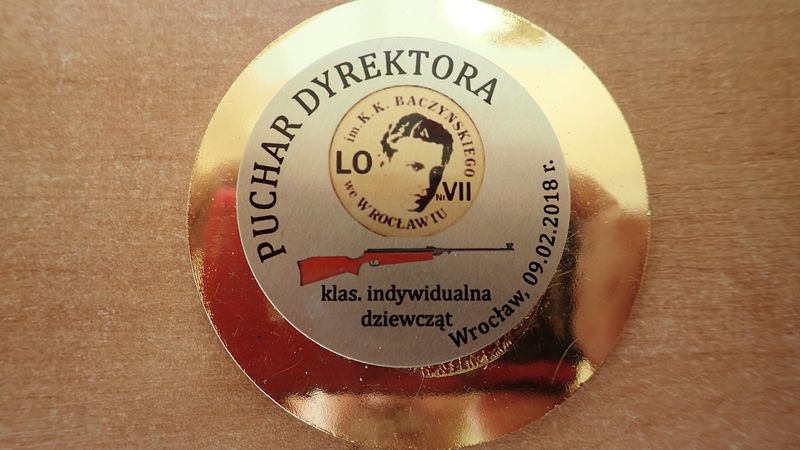 PUCHAR DYREKTORA
im. K. K. BACZYŃSKIEGO
LO
Nr VII
we WROCŁAWIU
klas. indywidualna
dziewcząt
Wrocław, 09.02.2018 r.